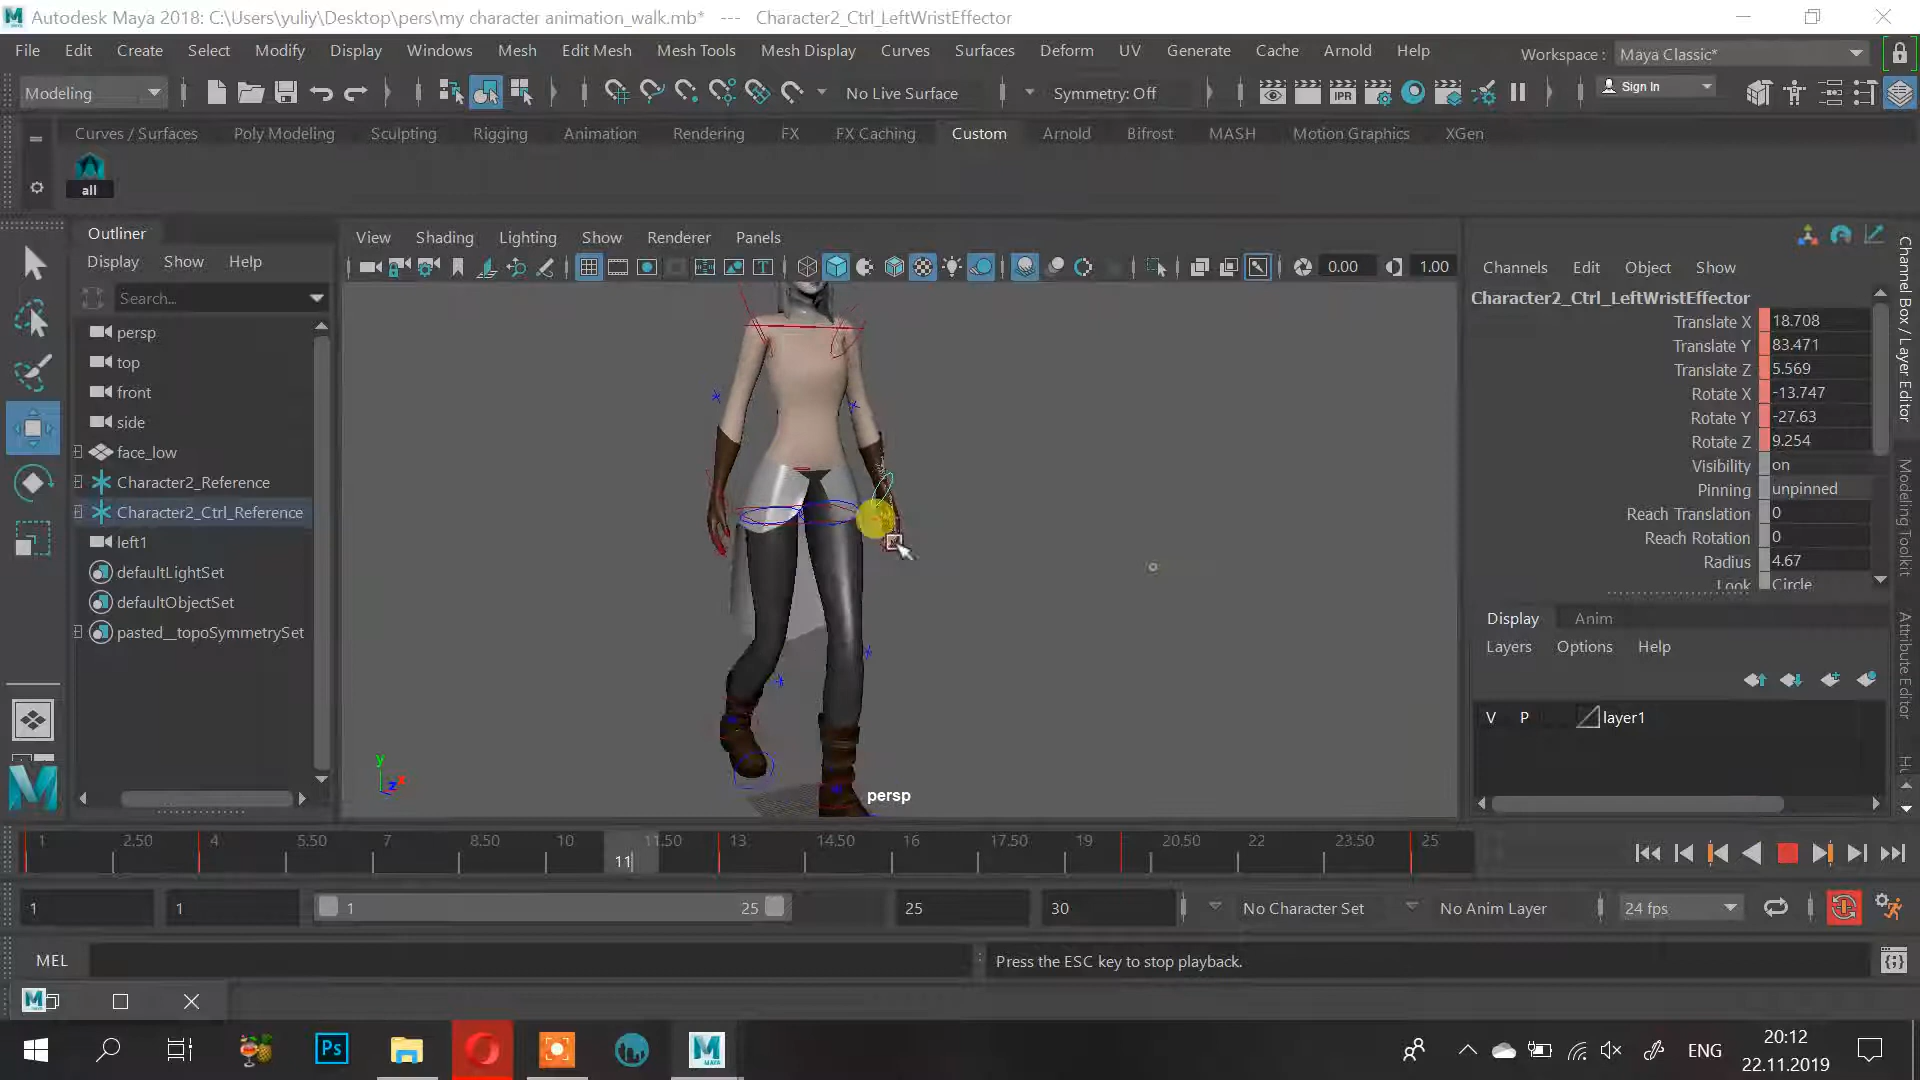 Autodesk Maya 2018: C:\Users\yuliy\Desktop\pers\my character animation_walk.mb* --- Character2_Ctrl_LeftWristEffector
File Edit Create Select Modify Display Windows Mesh Edit Mesh Mesh Tools Mesh Display Curves Surfaces Deform UV Generate Cache Arnold Help Workspace : Maya Classic*
Modeling No Live Surface Symmetry: Off IPR Sign In
Curves / Surfaces Poly Modeling Sculpting Rigging Animation Rendering FX FX Caching Custom Arnold Bifrost MASH Motion Graphics XGen
all
Outliner
Display Show Help
Search...
persp
top
front
side
face_low
Character2_Reference
Character2_Ctrl_Reference
left1
defaultLightSet
defaultObjectSet
pasted__topoSymmetrySet
View Shading Lighting Show Renderer Panels
0.00 1.00
y
z x
persp
Channels Edit Object Show
Character2_Ctrl_LeftWristEffector
Translate X 18.708
Translate Y 83.471
Translate Z 5.569
Rotate X -13.747
Rotate Y -27.63
Rotate Z 9.254
Visibility on
Pinning unpinned
Reach Translation 0
Reach Rotation 0
Radius 4.67
Look Circle
Display Anim
Layers Options Help
V P layer1
Channel Box / Layer Editor
Modeling Toolkit
Attribute Editor
1 2.50 4 5.50 7 8.50 10 11.50 13 14.50 16 17.50 19 20.50 22 23.50 25
11
1 1 1 25 25 30 No Character Set No Anim Layer 24 fps
MEL Press the ESC key to stop playback.
M
Ps M MAYA ENG 20:12
22.11.2019